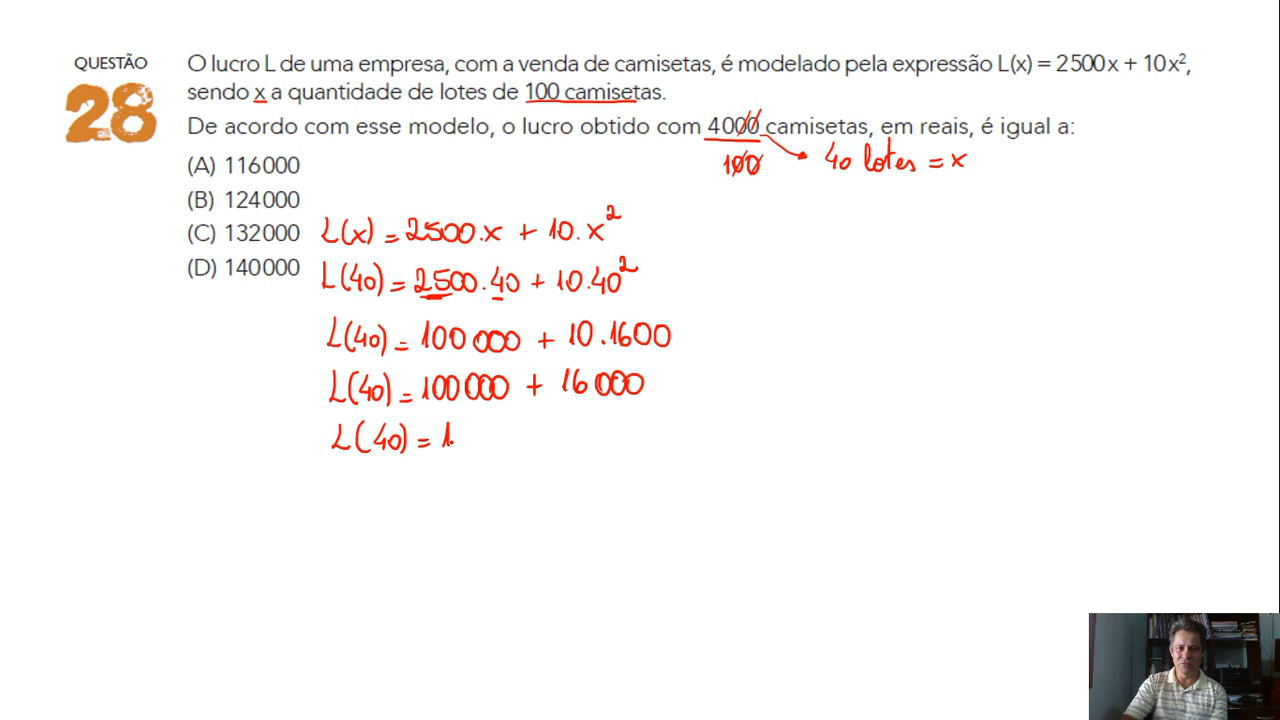 QUESTÃO
28
O lucro L de uma empresa, com a venda de camisetas, é modelado pela expressão L(x) = 2500x + 10x²,
sendo x a quantidade de lotes de 100 camisetas.
De acordo com esse modelo, o lucro obtido com 4000 camisetas, em reais, é igual a:
100 40 lotes = x
(A) 116000
(B) 124000
(C) 132000
(D) 140000
L(x) = 2500.x + 10.x²
L(40) = 2500.40 + 10.40²
L(40) = 100 000 + 10.1600
L(40) = 100 000 + 16 000
L(40) = 1